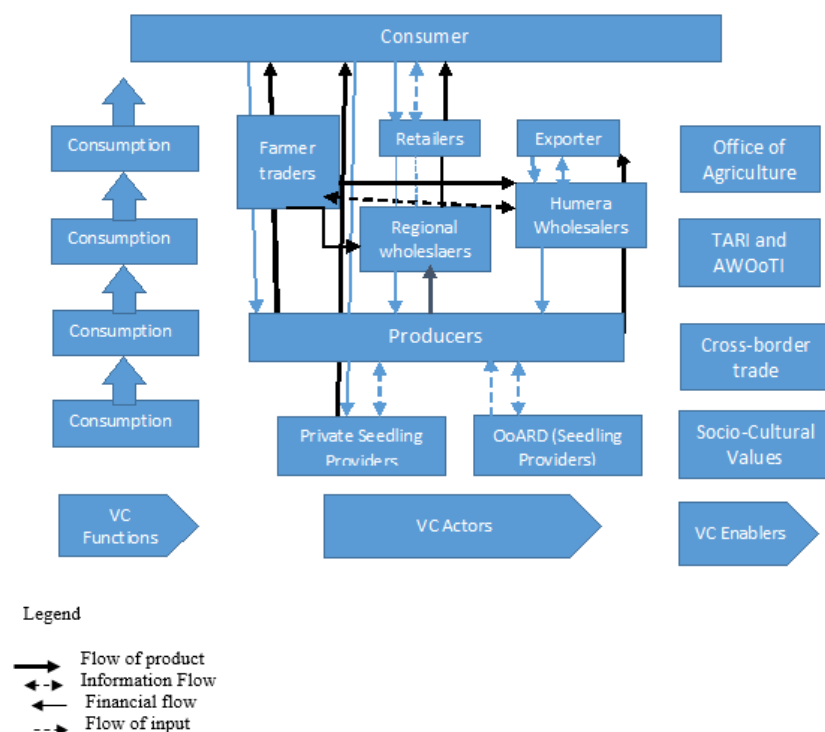 Consumer
Consumption
Consumption
Consumption
Consumption
Farmer
traders
Retailers
Exporter
Regional
wholeslaers
Humera
Wholesalers
Producers
Private Seedling
Providers
OoARD (Seedling
Providers)
Office of
Agriculture
TARI and
AWOoTI
Cross-border
trade
Socio-Cultural
Values
VC
Functions
VC Actors
VC Enablers
Legend
Flow of product
Information Flow
Financial flow
Flow of input